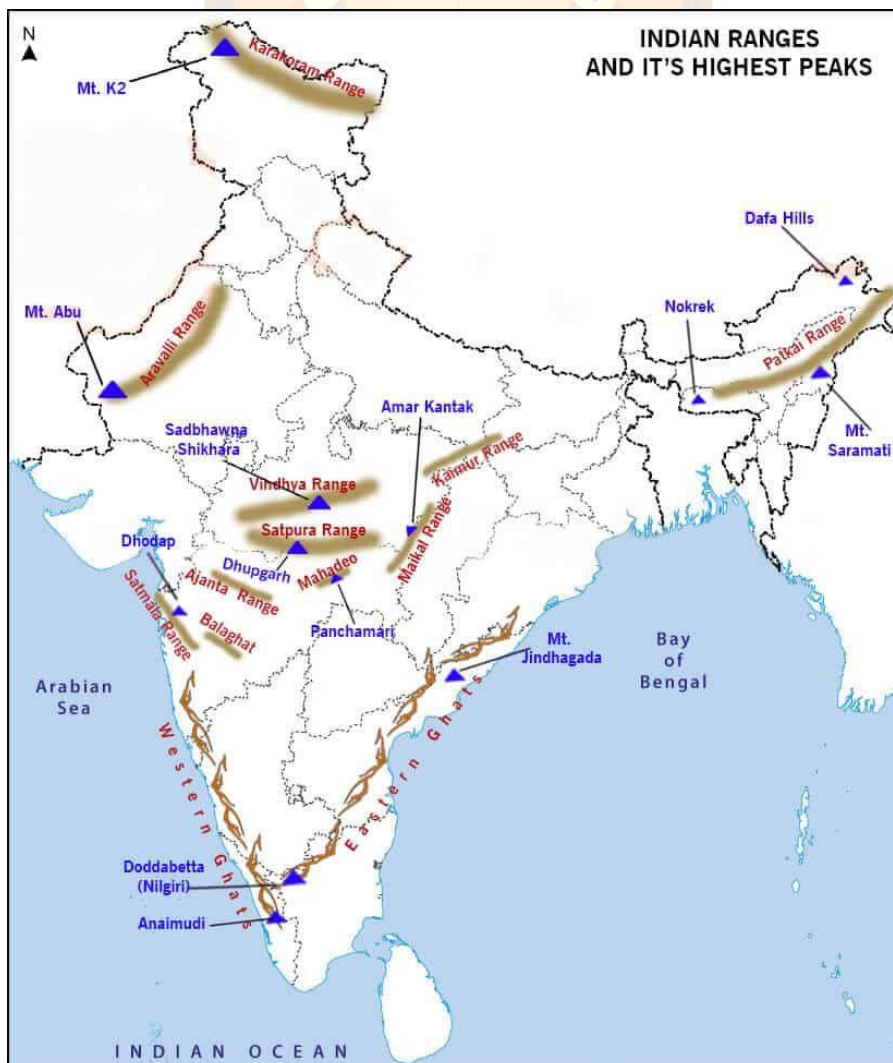 N
INDIAN RANGES
AND IT'S HIGHEST PEAKS
Karakoram Range
Mt. K2
Dafa Hills
Mt. Abu
Aravalli Range
Nokrek
Patkai Range
Amar Kantak
Sadbhawna
Shikhara
Mt.
Saramati
Kaimur Range
Vindhya Range
Satpura Range
Maikal Range
Dhodap
Dhupgarh
Mahadeo
Ajanta Range
Satmala Range
Balaghat
Panchamari
Mt.
Jindhagada
Bay
of
Bengal
Arabian
Sea
Western Ghats
Eastern Ghats
Doddabetta
(Nilgiri)
Anaimudi
INDIAN OCEAN